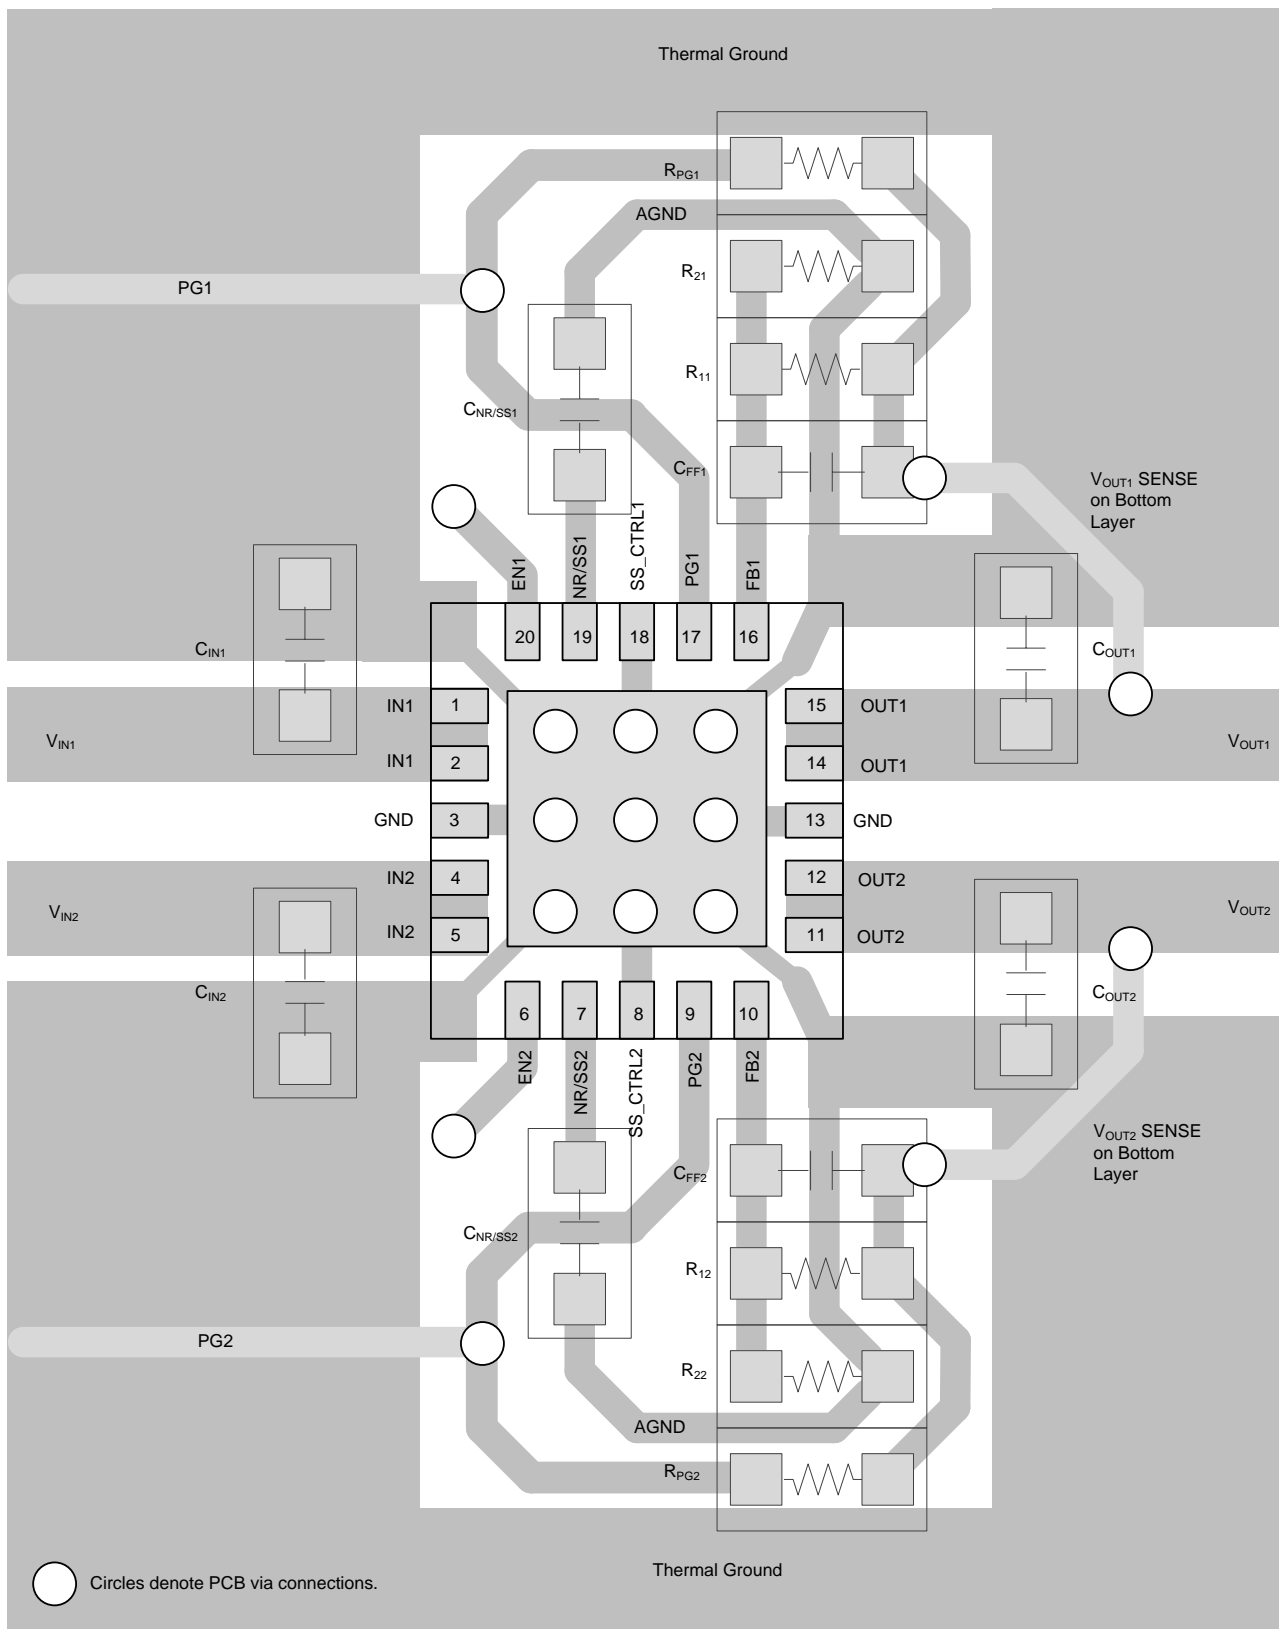 Thermal Ground
RPG1
AGND
R21
PG1
R11
CNR/SS1
CFF1
VOUT1 SENSE
on Bottom
Layer
EN1
NR/SS1
SS_CTRL1
PG1
FB1
20
19
18
17
16
CIN1
COUT1
IN1
1
15
OUT1
VIN1
VOUT1
IN1
2
14
OUT1
GND
3
13
GND
IN2
4
12
OUT2
VIN2
VOUT2
IN2
5
11
OUT2
CIN2
COUT2
6
7
8
9
10
EN2
NR/SS2
SS_CTRL2
PG2
FB2
VOUT2 SENSE
on Bottom
Layer
CFF2
CNR/SS2
R12
PG2
R22
AGND
RPG2
Thermal Ground
Circles denote PCB via connections.